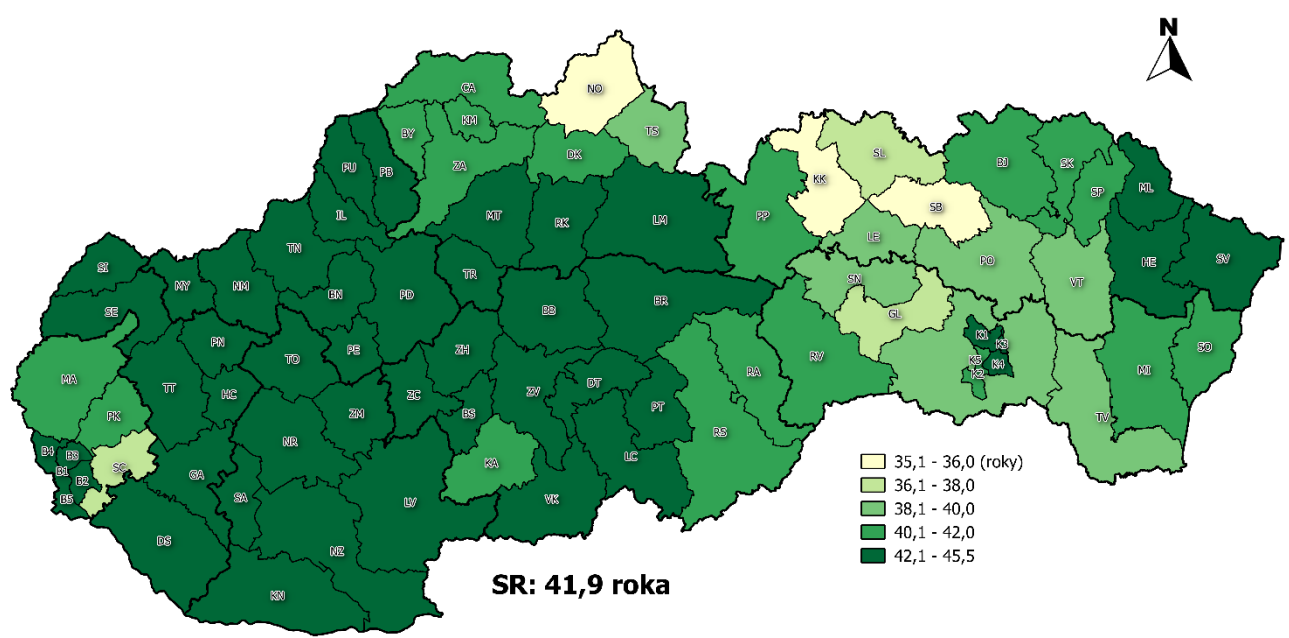 N
CA
NO
KM
BY
TS
ZA
DK
PU
PB
SL
BJ
SK
KK
SP
ML
IL
MT
RK
LM
PP
SB
TN
LE
PO
HE
SV
SI
TR
MY
NM
BN
PD
SN
VT
SE
BB
BR
GL
PN
PE
ZH
K1
K3
SO
TO
RV
K5
K4
MA
TT
HC
ZC
ZV
DT
RA
K2
MI
PK
ZM
BS
PT
TV
RS
NR
B4
B3
B1
SC
B2
GA
KA
LC
B5
SA
LV
VK
DS
NZ
KN
35,1 - 36,0 (roky)
36,1 - 38,0
38,1 - 40,0
40,1 - 42,0
42,1 - 45,5
SR: 41,9 roka